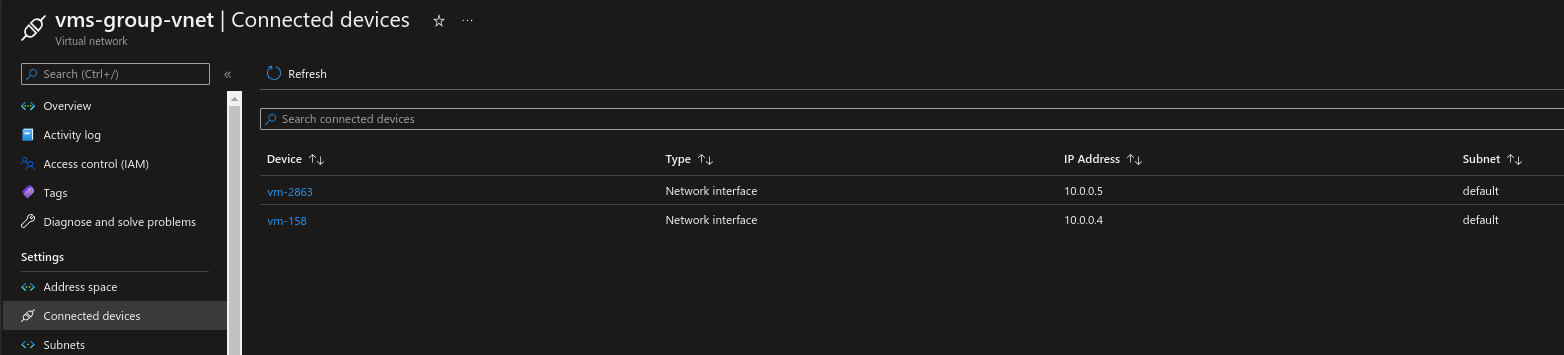 vms-group-vnet | Connected devices ☆ ...
Virtual network
Search (Ctrl+/) «
Refresh
Overview
Activity log
Access control (IAM)
Tags
Diagnose and solve problems
Settings
Address space
Connected devices
Subnets
Search connected devices
Device ↑↓ Type ↑↓ IP Address ↑↓ Subnet ↑↓
vm-2863 Network interface 10.0.0.5 default
vm-158 Network interface 10.0.0.4 default